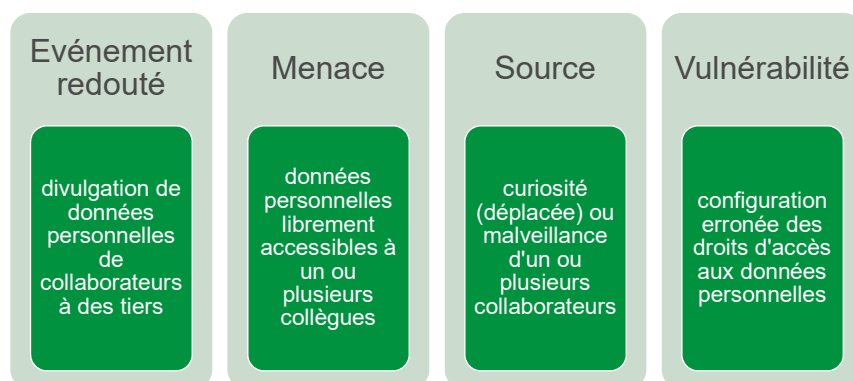 Evénement
redouté
divulgation de
données
personnelles
de
collaborateurs
à des tiers
Menace
données
personnelles
librement
accessibles à
un ou
plusieurs
collègues
Source
curiosité
(déplacée) ou
malveillance
d'un ou
plusieurs
collaborateurs
Vulnérabilité
configuration
erronée des
droits d'accès
aux données
personnelles